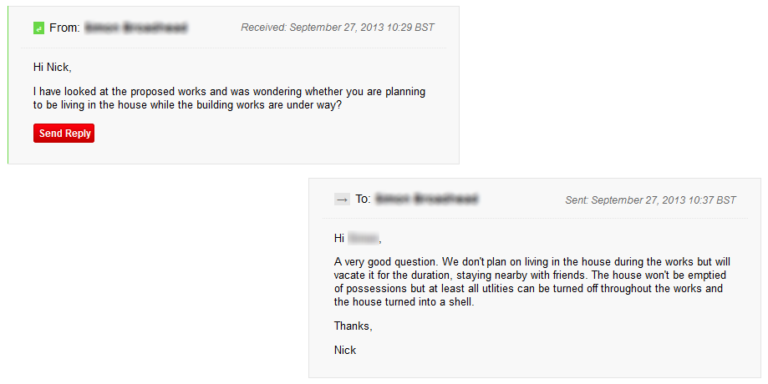 From:
Received: September 27, 2013 10:29 BST
Hi Nick,
I have looked at the proposed works and was wondering whether you are planning
to be living in the house while the building works are under way?
Send Reply
→ To:
Sent: September 27, 2013 10:37 BST
Hi ,
A very good question. We don't plan on living in the house during the works but will
vacate it for the duration, staying nearby with friends. The house won't be emptied
of possessions but at least all utlities can be turned off throughout the works and
the house turned into a shell.
Thanks,
Nick